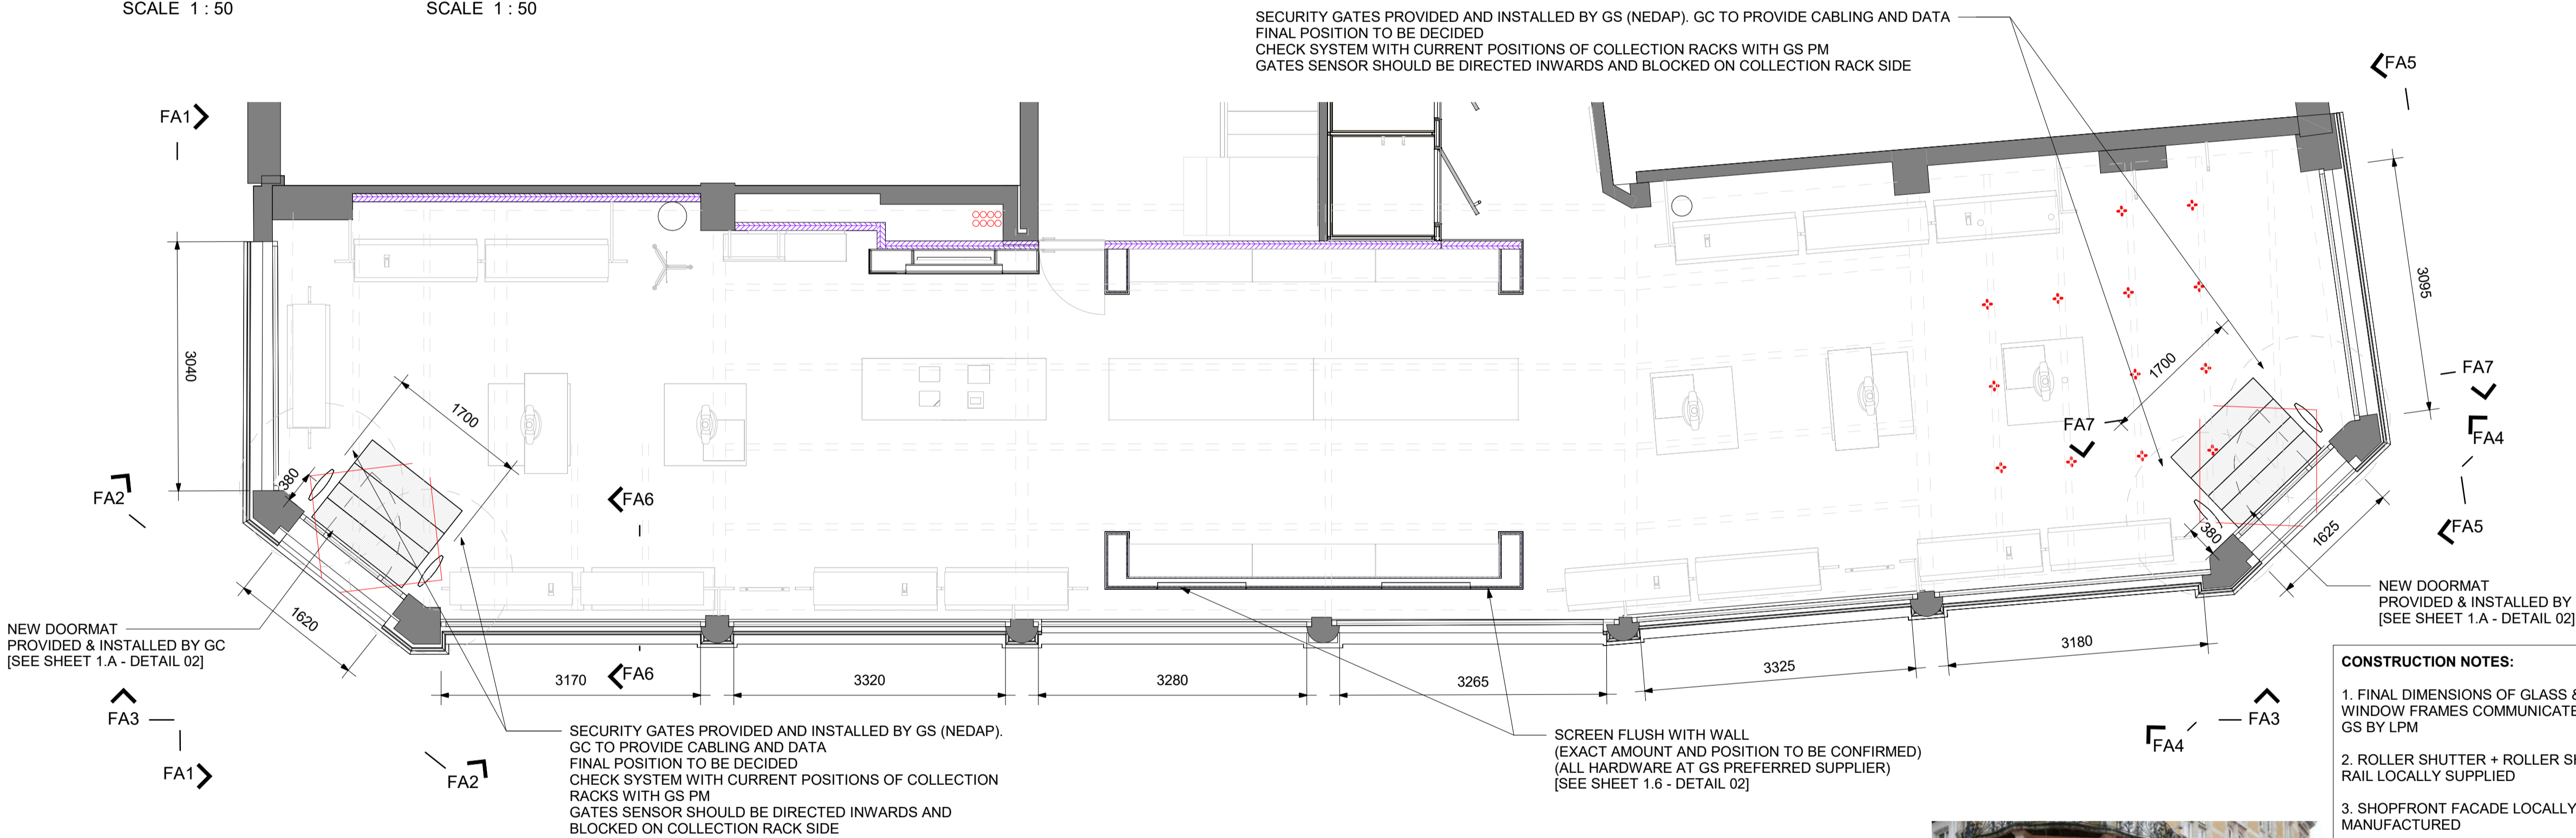 SCALE 1 : 50
SCALE 1 : 50
SECURITY GATES PROVIDED AND INSTALLED BY GS (NEDAP). GC TO PROVIDE CABLING AND DATA
FINAL POSITION TO BE DECIDED
CHECK SYSTEM WITH CURRENT POSITIONS OF COLLECTION RACKS WITH GS PM
GATES SENSOR SHOULD BE DIRECTED INWARDS AND BLOCKED ON COLLECTION RACK SIDE
FA5
FA1
3095
3040
1700
1700
FA7
FA7
FA4
380
FA2
FA6
FA5
380
1625
1620
NEW DOORMAT
PROVIDED & INSTALLED BY GC
[SEE SHEET 1.A - DETAIL 02]
NEW DOORMAT
PROVIDED & INSTALLED BY
[SEE SHEET 1.A - DETAIL 02]
3170
FA6
3320
3280
3265
3325
3180
FA3
FA1
FA2
FA3
FA4
SECURITY GATES PROVIDED AND INSTALLED BY GS (NEDAP).
GC TO PROVIDE CABLING AND DATA
FINAL POSITION TO BE DECIDED
CHECK SYSTEM WITH CURRENT POSITIONS OF COLLECTION
RACKS WITH GS PM
GATES SENSOR SHOULD BE DIRECTED INWARDS AND
BLOCKED ON COLLECTION RACK SIDE
SCREEN FLUSH WITH WALL
(EXACT AMOUNT AND POSITION TO BE CONFIRMED)
(ALL HARDWARE AT GS PREFERRED SUPPLIER)
[SEE SHEET 1.6 - DETAIL 02]
CONSTRUCTION NOTES:
1. FINAL DIMENSIONS OF GLASS &
WINDOW FRAMES
GS BY LPM
2. ROLLER SHUTTER + ROLLER
RAIL LOCALLY SUPPLIED
3. SHOPFRONT FACADE LOCALLY
MANUFACTURED